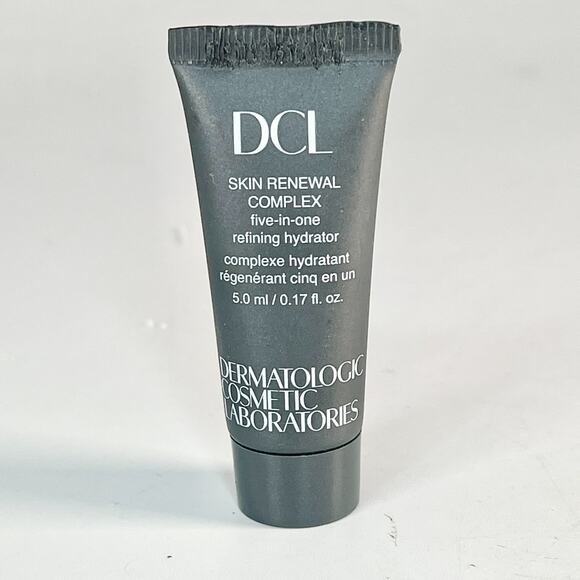 DCL
SKIN RENEWAL
COMPLEX
five-in-one
refining hydrator
complexe hydratant
régenérant cinq en un
5.0 ml / 0.17 fl. oz.
DERMATOLOGIC
COSMETIC
LABORATORIES